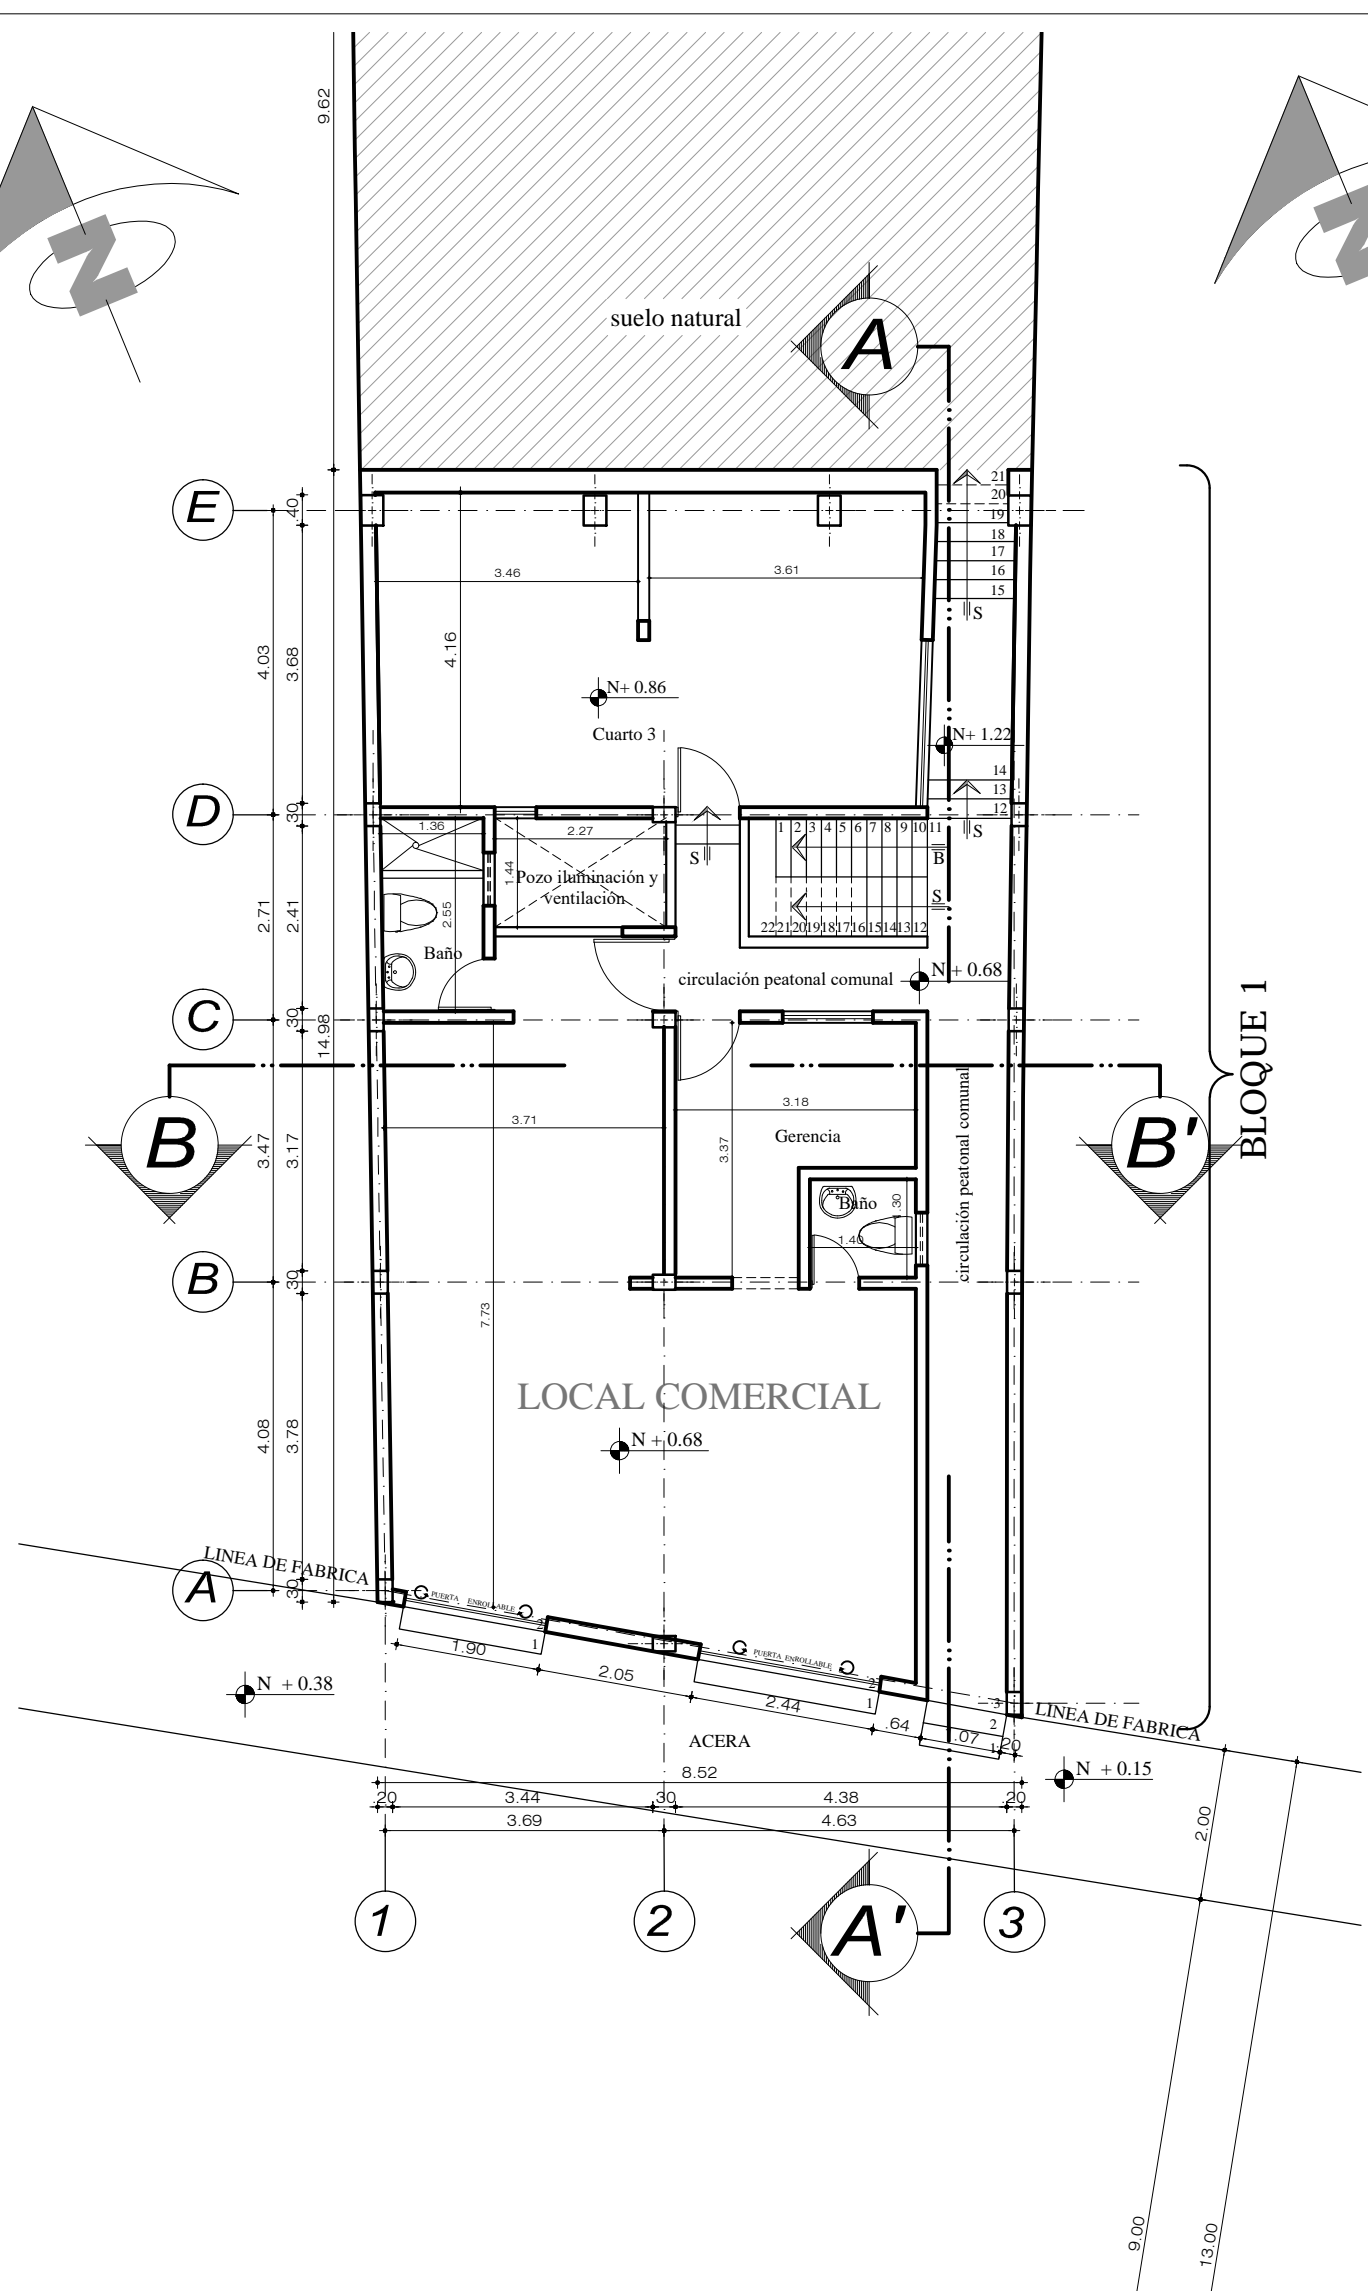 9.62
N
N
suelo natural
A
E
.40
21
20
19
18
17
16
15
S
3.46
3.61
4.16
4.03
3.68
N+ 0.86
Cuarto 3
N+ 1.22
14
13
12
S
D
.30
1.36
2.27
1.44
Pozo iluminación y
ventilación
S
1 2 3 4 5 6 7 8 9 10 11
B
S
22 21 20 19 18 17 16 15 14 13 12
2.71
2.41
2.55
Baño
circulación peatonal comunal
N + 0.68
C
.30
14.98
BLOQUE 1
B
B'
3.47
3.17
3.71
3.18
3.37
Gerencia
Baño
1.30
1.40
circulación peatonal comunal
B
.30
7.73
LOCAL COMERCIAL
N + 0.68
4.08
3.78
LINEA DE FABRICA
A
.30
PUERTA ENROLLABLE
2
1
PUERTA ENROLLABLE
2
1
3
2
1
LINEA DE FABRICA
1.90
2.05
2.44
.64
.07
.20
N + 0.38
ACERA
N + 0.15
8.52
.20
3.44
.30
4.38
.20
3.69
4.63
2.00
1
2
A'
3
9.00
13.00